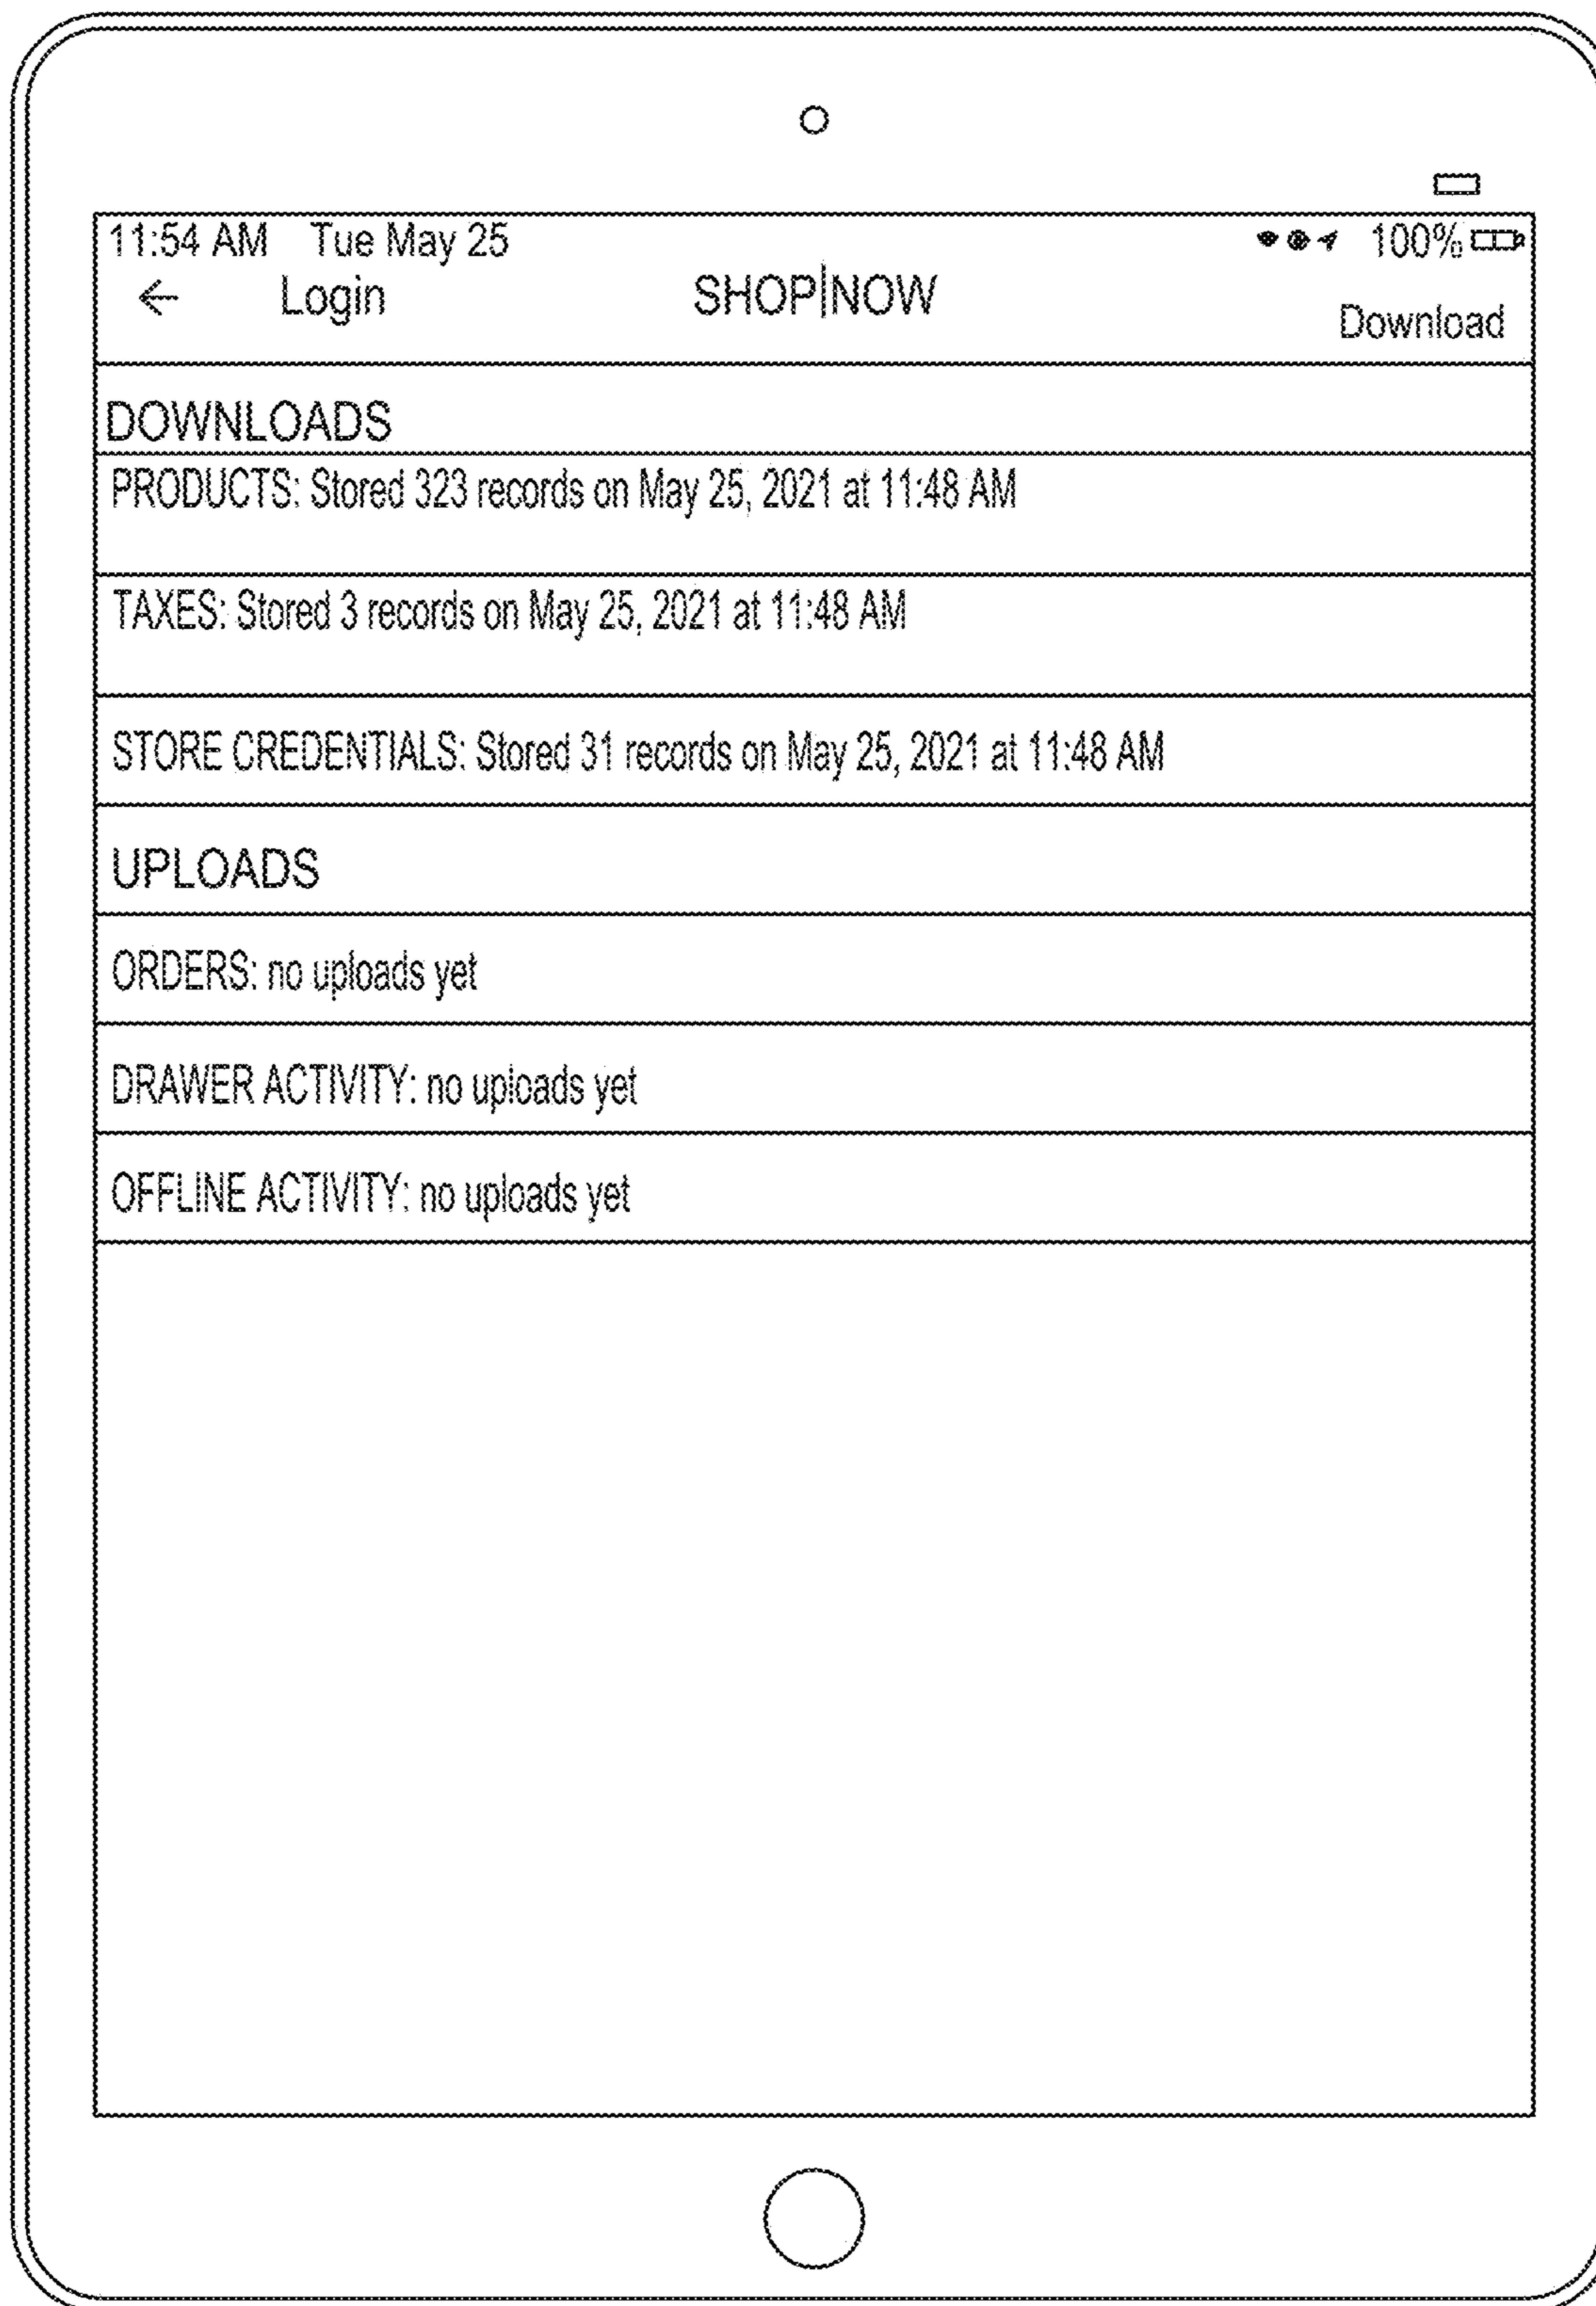 11:54 AM Tue May 25 100%
Login SHOP|NOW Download
DOWNLOADS
PRODUCTS: Stored 323 records on May 25, 2021 at 11:48 AM
TAXES: Stored 3 records on May 25, 2021 at 11:48 AM
STORE CREDENTIALS: Stored 31 records on May 25, 2021 at 11:48 AM
UPLOADS
ORDERS: no uploads yet
DRAWER ACTIVITY: no uploads yet
OFFLINE ACTIVITY: no uploads yet